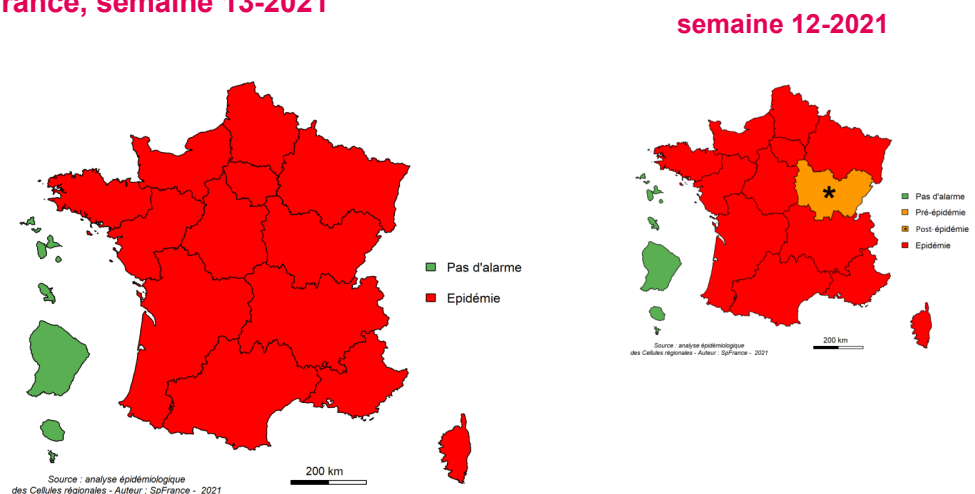 semaine 13-2021
semaine 12-2021
Pas d'alarme
Epidémie
200 km
Source : analyse épidémiologique
des Cellules régionales - Auteur : SpFrance - 2021
Pas d'alarme
Pré-épidémie
Post-épidémie
Epidémie
*
200 km
Source : analyse épidémiologique
des Cellules régionales - Auteur : SpFrance - 2021